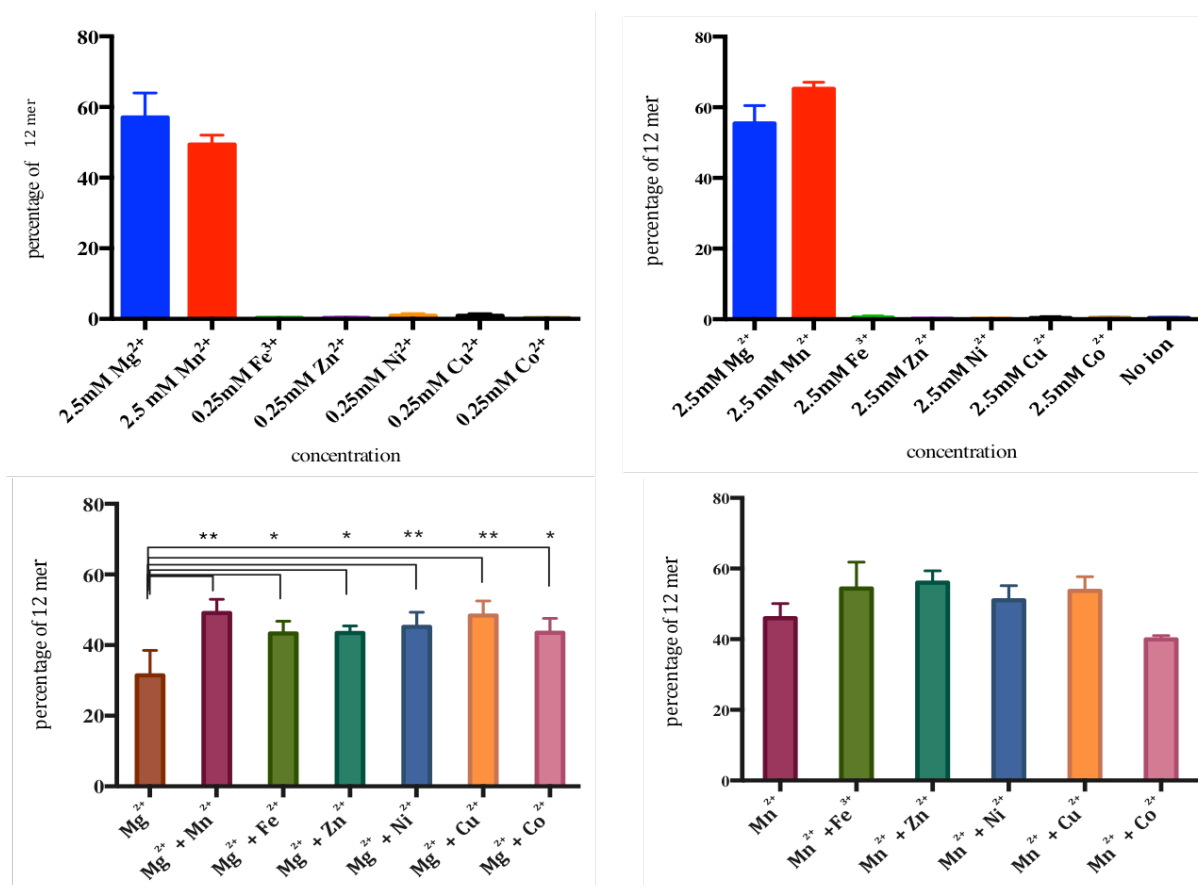 80
60
40
20
0
percentage of 12 mer
2.5mM Mg²⁺
2.5 mM Mn²⁺
0.25mM Fe³⁺
0.25mM Zn²⁺
0.25mM Ni²⁺
0.25mM Cu²⁺
0.25mM Co²⁺
concentration
80
60
40
20
0
percentage of 12 mer
2.5mM Mg²⁺
2.5 mM Mn²⁺
2.5mM Fe³⁺
2.5mM Zn²⁺
2.5mM Ni²⁺
2.5mM Cu²⁺
2.5mM Co²⁺
No ion
concentration
80
60
40
20
0
percentage of 12 mer
** * * ** ** *
Mg²⁺
Mg²⁺ + Mn²⁺
Mg²⁺ + Fe²⁺
Mg²⁺ + Zn²⁺
Mg²⁺ + Ni²⁺
Mg²⁺ + Cu²⁺
Mg²⁺ + Co²⁺
80
60
40
20
0
percentage of 12 mer
Mn²⁺
Mn²⁺ + Fe³⁺
Mn²⁺ + Zn²⁺
Mn²⁺ + Ni²⁺
Mn²⁺ + Cu²⁺
Mn²⁺ + Co²⁺